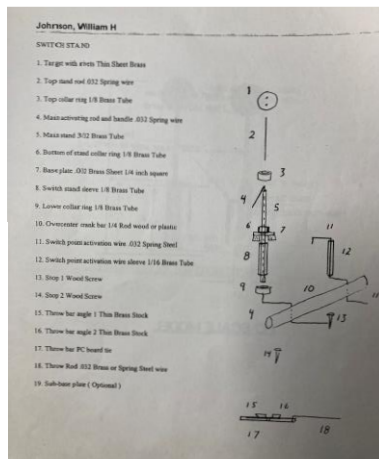 Johnson, William H
SWITCH STAND
1. Target with rivets Thin Sheet Brass
2. Top stand rod .032 Spring wire
3. Top collar ring 1/8 Brass Tube
4. Main activating rod and handle .032 Spring wire
5. Main stand 3/32 Brass Tube
6. Bottom of stand collar ring 1/8 Brass Tube
7. Base plate .002 Brass Sheet 1/4 inch square
8. Switch stand sleeve 1/8 Brass Tube
9. Lower collar ring 1/8 Brass Tube
10. Overcenter crank bar 1/4 Rod wood or plastic
11. Switch point activation wire .032 Spring Steel
12. Switch point activation wire sleeve 1/16 Brass Tube
13. Stop 1 Wood Screw
14. Stop 2 Wood Screw
15. Throw bar angle 1 Thin Brass Stock
16. Throw bar angle 2 Thin Brass Stock
17. Throw bar PC board tie
18. Throw Rod .032 Brass or Spring Steel wire
19. Sub-base plate ( Optional )
1
2
3
4
5
6
7
8
9
4
10
11
12
11
13
14
15
16
17
18